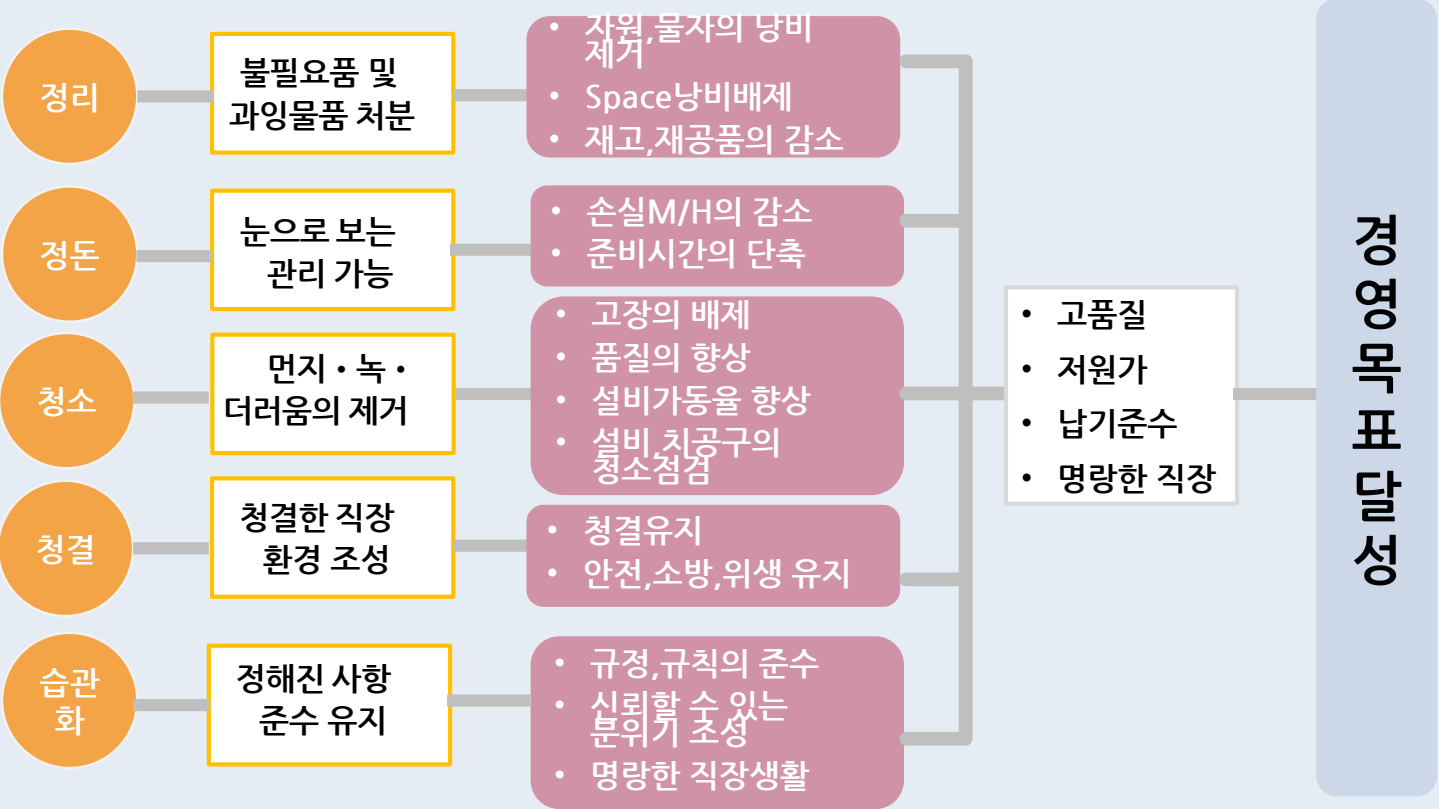 정리
불필요품 및
과잉물품 처분
• 자원,물자의 낭비
제거
• Space낭비배제
• 재고,재공품의 감소
정돈
눈으로 보는
관리 가능
• 손실M/H의 감소
• 준비시간의 단축
청소
먼지・녹・
더러움의 제거
• 고장의 배제
• 품질의 향상
• 설비가동율 향상
• 설비,치공구의
청소점검
청결
청결한 직장
환경 조성
• 청결유지
• 안전,소방,위생 유지
습관
화
정해진 사항
준수 유지
• 규정,규칙의 준수
• 신뢰할 수 있는
분위기 조성
• 명랑한 직장생활
• 고품질
• 저원가
• 납기준수
• 명랑한 직장
경영목표달성